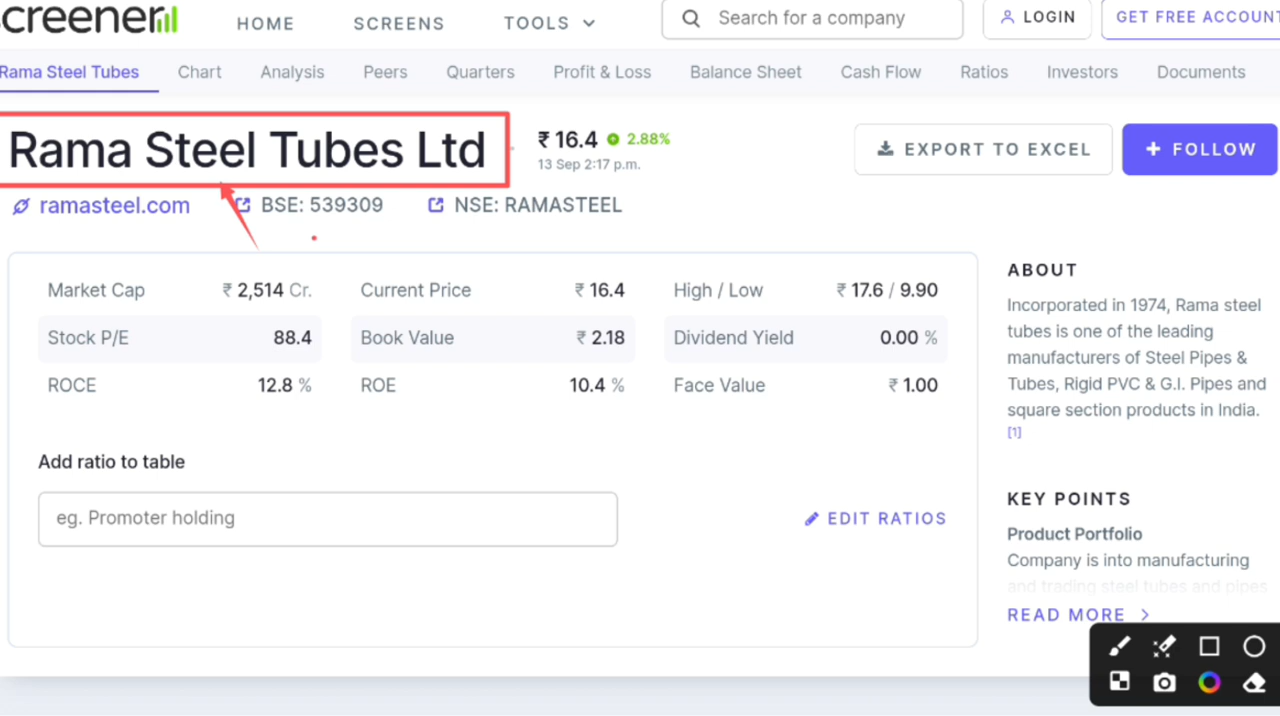 creener
HOME SCREENS TOOLS
Search for a company
LOGIN
GET FREE ACCOUNT
Rama Steel Tubes Chart Analysis Peers Quarters Profit & Loss Balance Sheet Cash Flow Ratios Investors Documents
Rama Steel Tubes Ltd
₹ 16.4 2.88%
13 Sep 2:17 p.m.
EXPORT TO EXCEL
+ FOLLOW
ramasteel.com BSE: 539309 NSE: RAMASTEEL
Market Cap ₹ 2,514 Cr. Current Price ₹ 16.4 High / Low ₹ 17.6 / 9.90
Stock P/E 88.4 Book Value ₹ 2.18 Dividend Yield 0.00 %
ROCE 12.8 % ROE 10.4 % Face Value ₹ 1.00
Add ratio to table
eg. Promoter holding
EDIT RATIOS
ABOUT
Incorporated in 1974, Rama steel
tubes is one of the leading
manufacturers of Steel Pipes &
Tubes, Rigid PVC & G.I. Pipes and
square section products in India.
[1]
KEY POINTS
Product Portfolio
Company is into manufacturing
and trading steel tubes and pipes
READ MORE